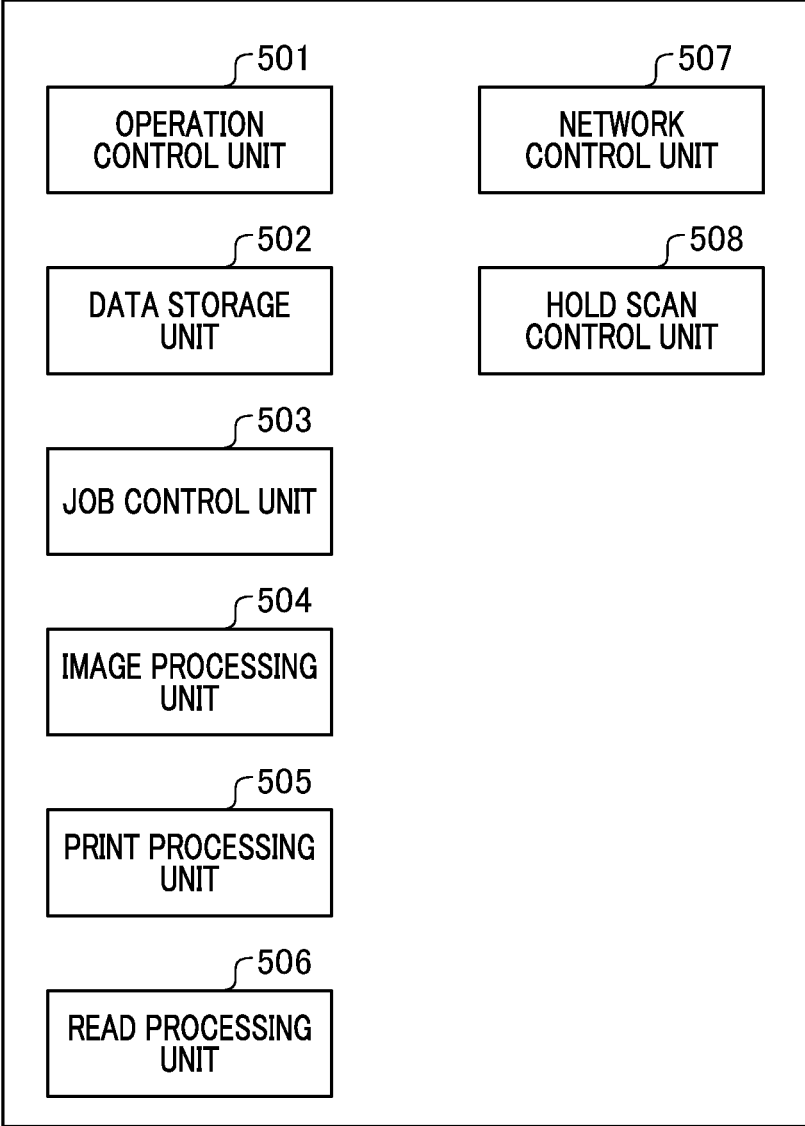 501
OPERATION
CONTROL UNIT
502
DATA STORAGE
UNIT
503
JOB CONTROL UNIT
504
IMAGE PROCESSING
UNIT
505
PRINT PROCESSING
UNIT
506
READ PROCESSING
UNIT
507
NETWORK
CONTROL UNIT
508
HOLD SCAN
CONTROL UNIT